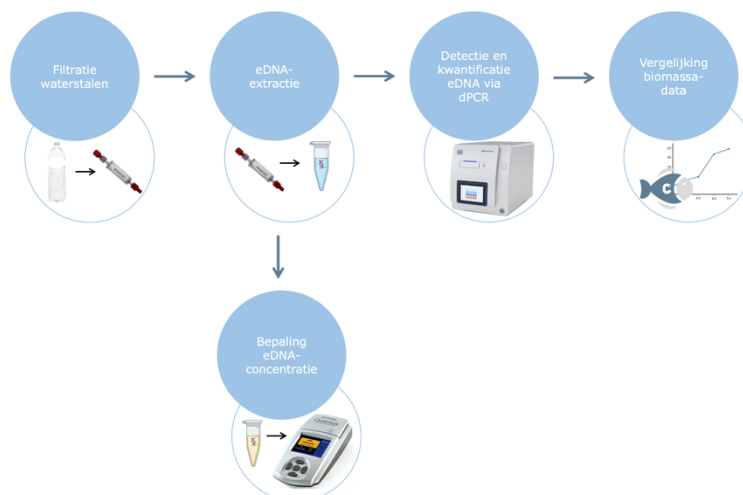 Filtratie
waterstalen
eDNA-
extractie
Detectie en
kwantificatie
eDNA via
dPCR
Vergelijking
biomassa-
data
Bepaling
eDNA-
concentratie